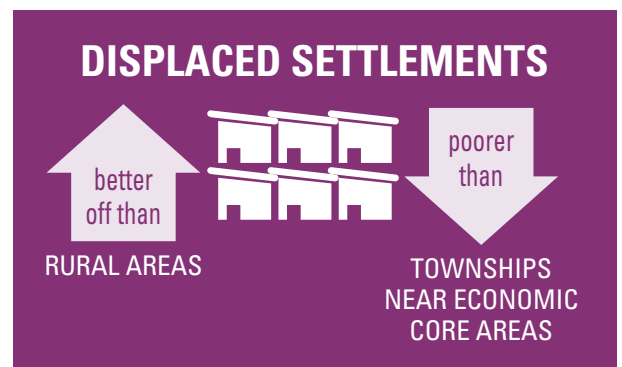 DISPLACED SETTLEMENTS
better
off than
RURAL AREAS
poorer
than
TOWNSHIPS
NEAR ECONOMIC
CORE AREAS